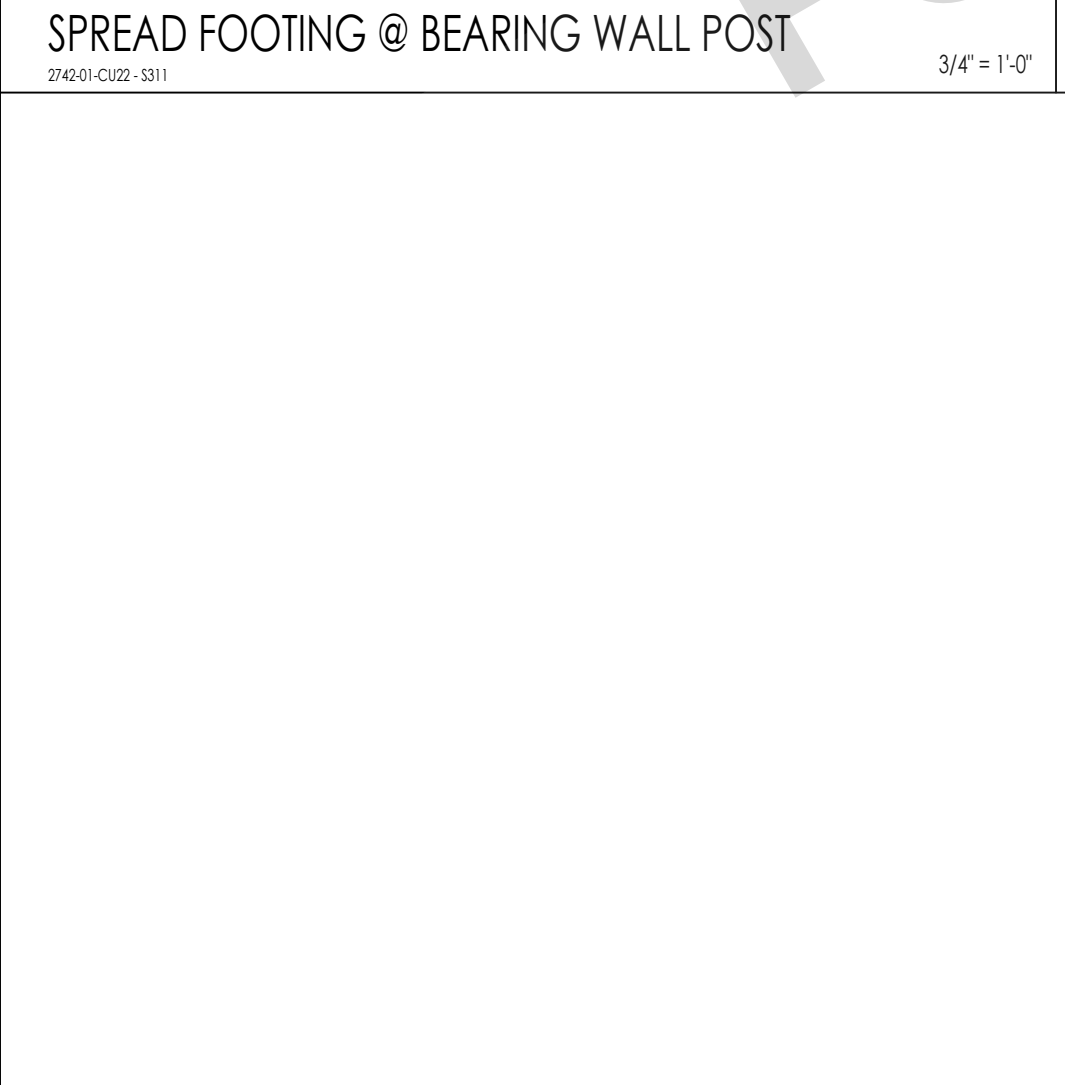 SPREAD FOOTING @ BEARING WALL POST
2742-01-CU22 - S311
3/4" = 1'-0"